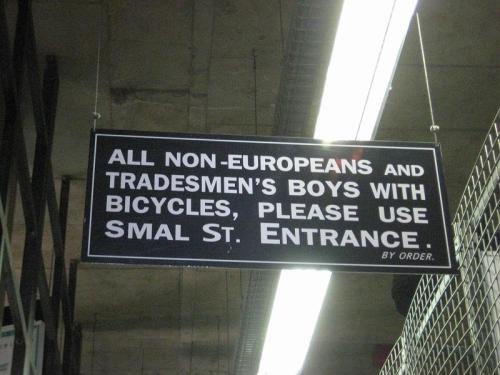 ALL NON-EUROPEANS AND
TRADESMEN'S BOYS WITH
BICYCLES, PLEASE USE
SMAL ST. ENTRANCE.
BY ORDER.